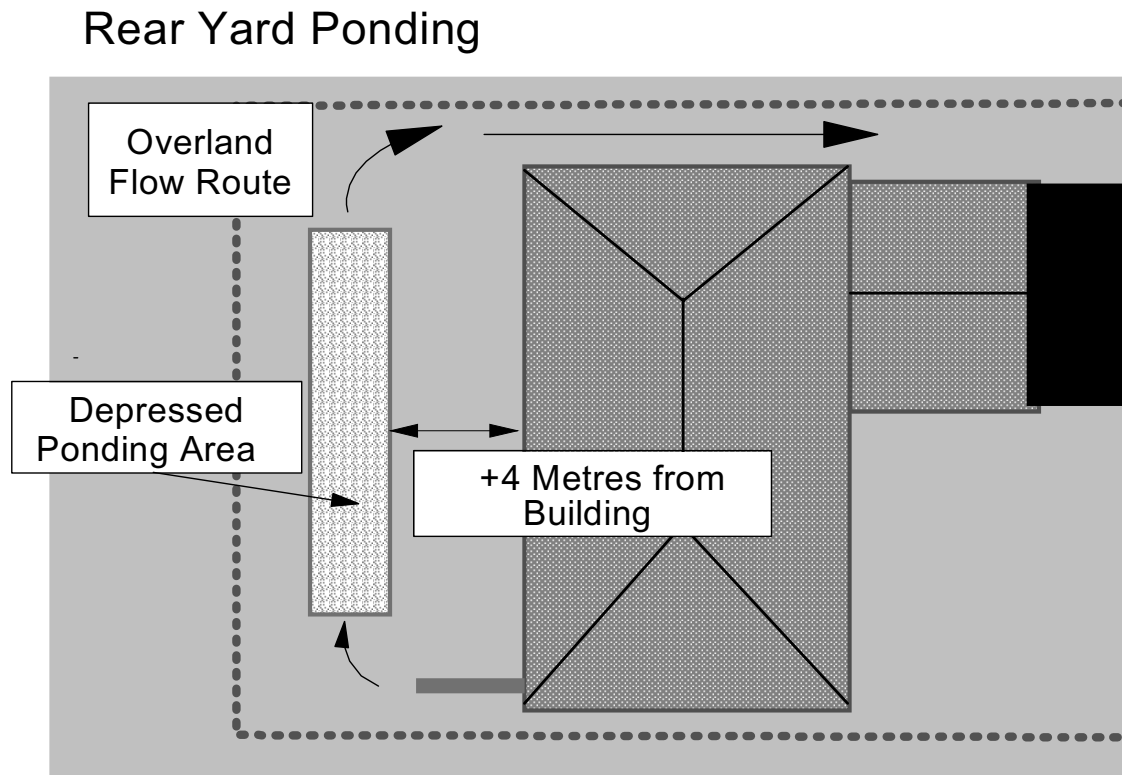 Rear Yard Ponding
Overland
Flow Route
Depressed
Ponding Area
+4 Metres from
Building